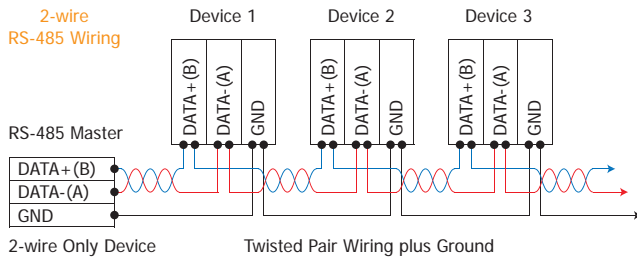 2-wire
RS-485 Wiring
Device 1
Device 2
Device 3
DATA+(B)
DATA-(A)
GND
DATA+(B)
DATA-(A)
GND
DATA+(B)
DATA-(A)
GND
RS-485 Master
DATA+(B)
DATA-(A)
GND
2-wire Only Device
Twisted Pair Wiring plus Ground